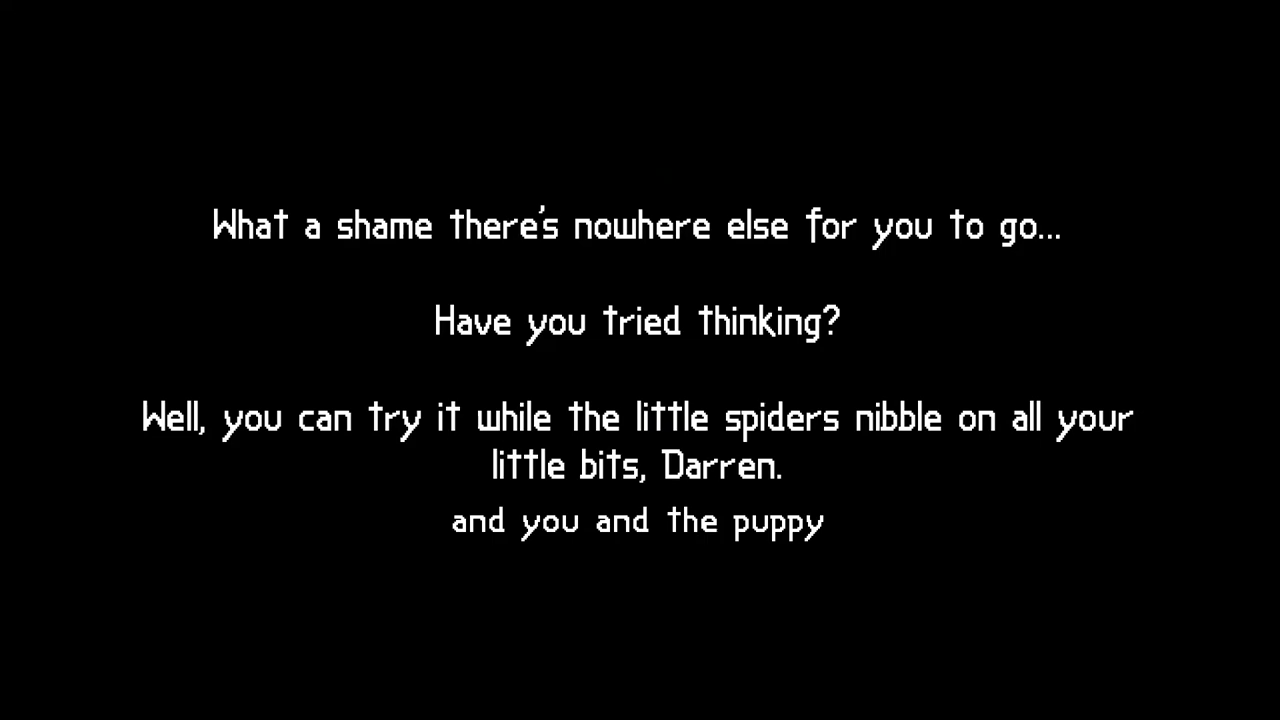 What a shame there's nowhere else for you to go...
Have you tried thinking?
Well, you can try it while the little spiders nibble on all your
little bits, Darren.
and you and the puppy